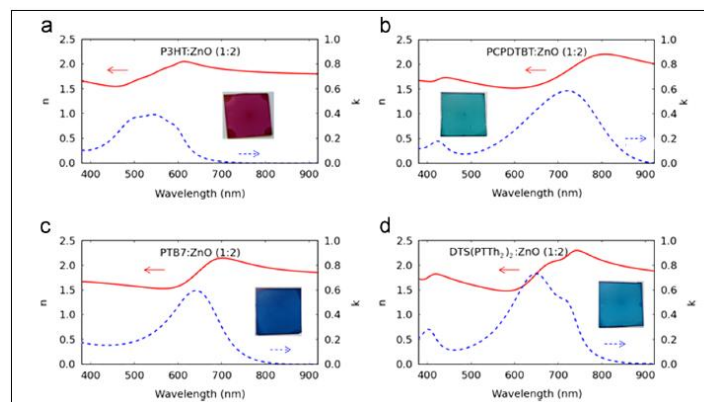 a
P3HT:ZnO (1:2)
2.5
2.0
1.5
1.0
0.5
0.0
n
1.0
0.8
0.6
0.4
0.2
0.0
k
400 500 600 700 800 900
Wavelength (nm)
b
PCPDTBT:ZnO (1:2)
2.5
2.0
1.5
1.0
0.5
0.0
n
1.0
0.8
0.6
0.4
0.2
0.0
k
400 500 600 700 800 900
Wavelength (nm)
c
PTB7:ZnO (1:2)
2.5
2.0
1.5
1.0
0.5
0.0
n
1.0
0.8
0.6
0.4
0.2
0.0
k
400 500 600 700 800 900
Wavelength (nm)
d
DTS(PTTh₂)₂:ZnO (1:2)
2.5
2.0
1.5
1.0
0.5
0.0
n
1.0
0.8
0.6
0.4
0.2
0.0
k
400 500 600 700 800 900
Wavelength (nm)